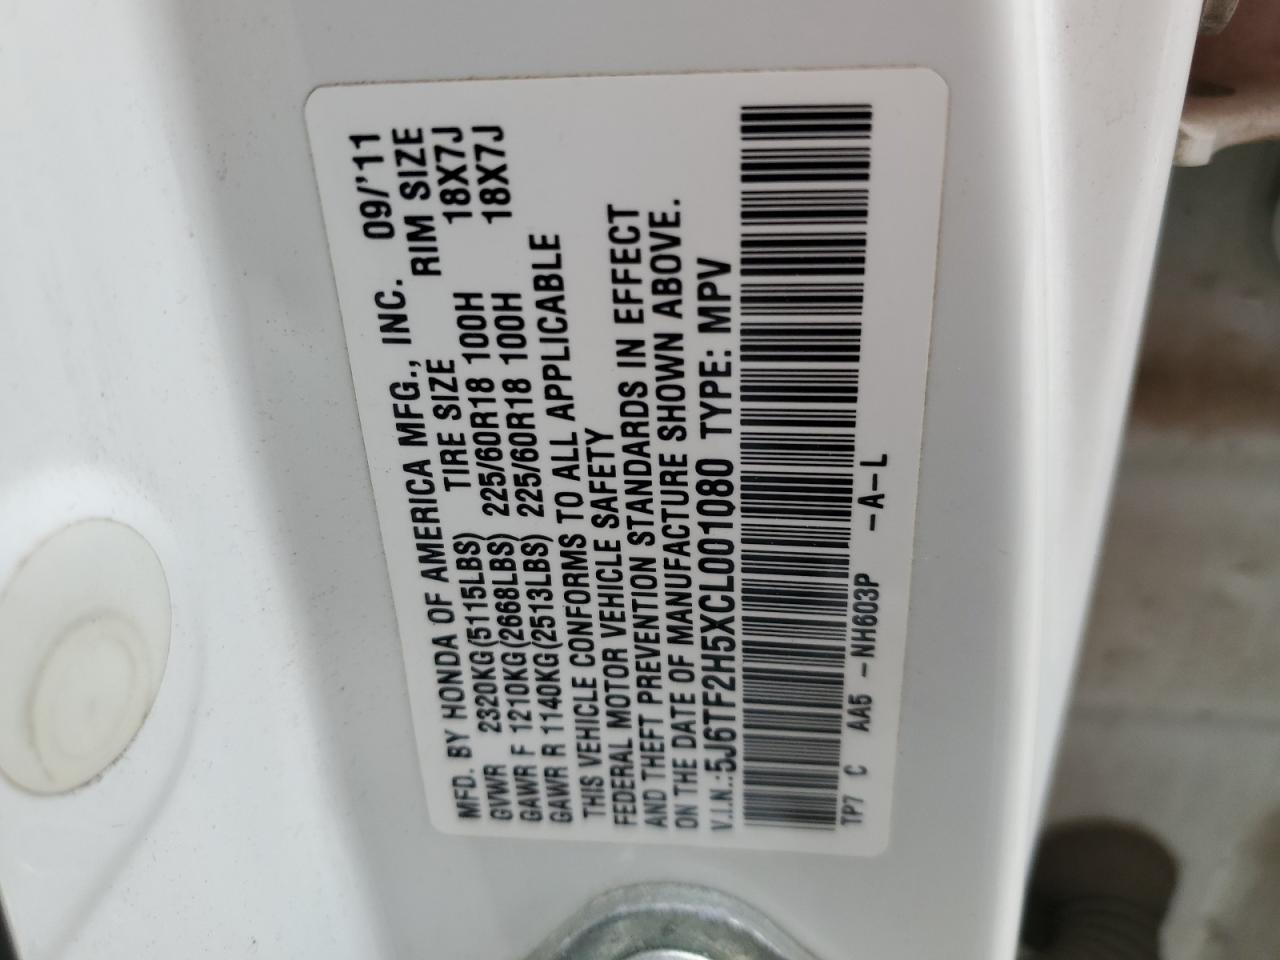 MFD. BY HONDA OF AMERICA MFG., INC. 09/'11
TIRE SIZE RIM SIZE
GVWR 2320KG(5115LBS)
GAWR F 1210KG(2668LBS) 225/60R18 100H 18X7J
GAWR R 1140KG(2513LBS) 225/60R18 100H 18X7J
THIS VEHICLE CONFORMS TO ALL APPLICABLE
FEDERAL MOTOR VEHICLE SAFETY
AND THEFT PREVENTION STANDARDS IN EFFECT
ON THE DATE OF MANUFACTURE SHOWN ABOVE.
V.I.N.:5J6TF2H5XCL001080 TYPE: MPV
TP7 C AA5 -NH603P -A-L